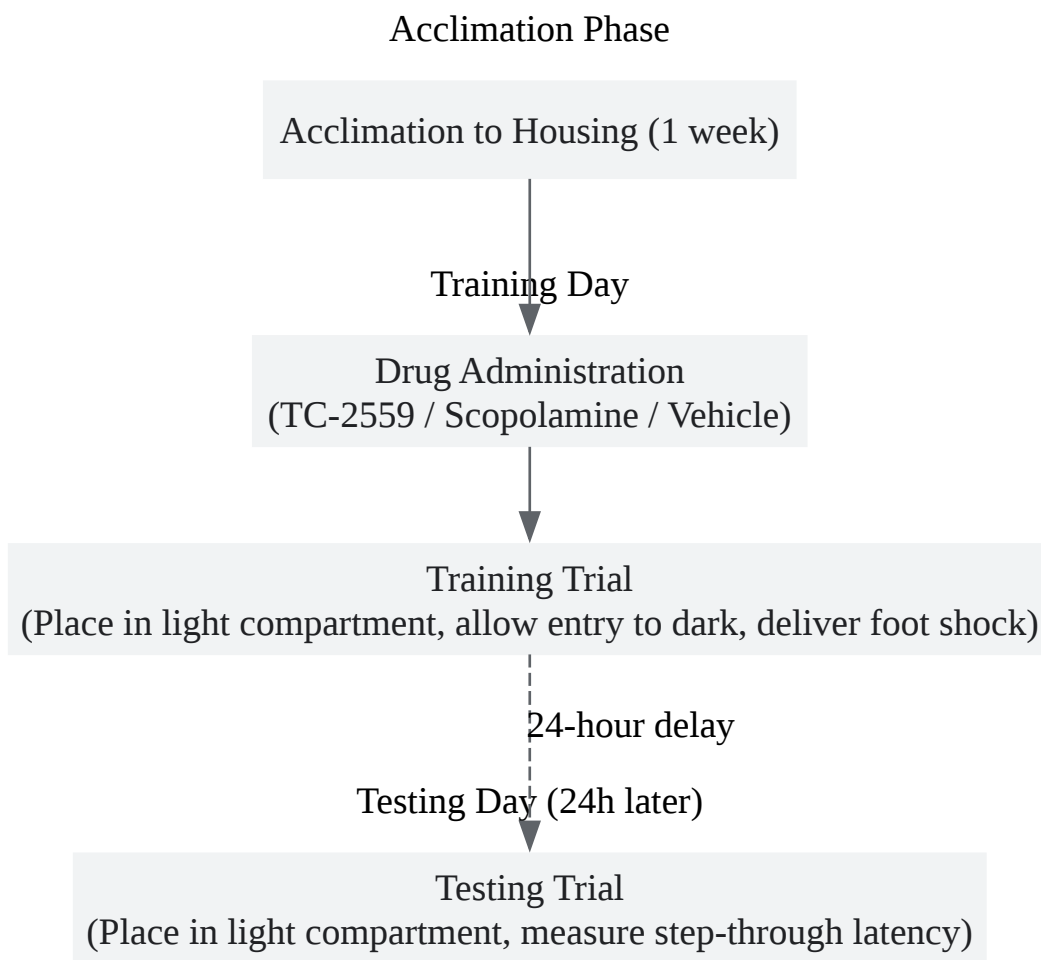 Acclimation Phase
Acclimation to Housing (1 week)
Training Day
Drug Administration
(TC-2559 / Scopolamine / Vehicle)
Training Trial
(Place in light compartment, allow entry to dark, deliver foot shock)
24-hour delay
Testing Day (24h later)
Testing Trial
(Place in light compartment, measure step-through latency)